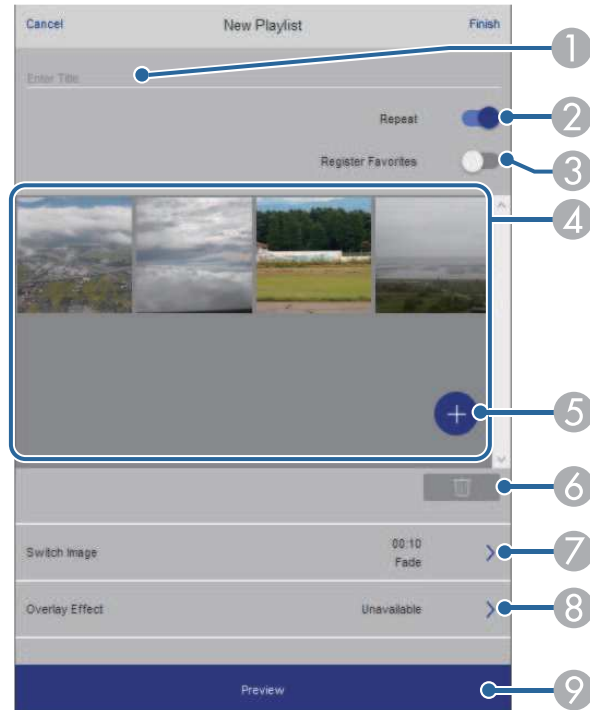 Cancel New Playlist Finish
Enter Title
1
Repeat
2
Register Favorites
3
4
5
6
Switch Image
00:10
Fade
7
Overlay Effect Unavailable
8
Preview
9